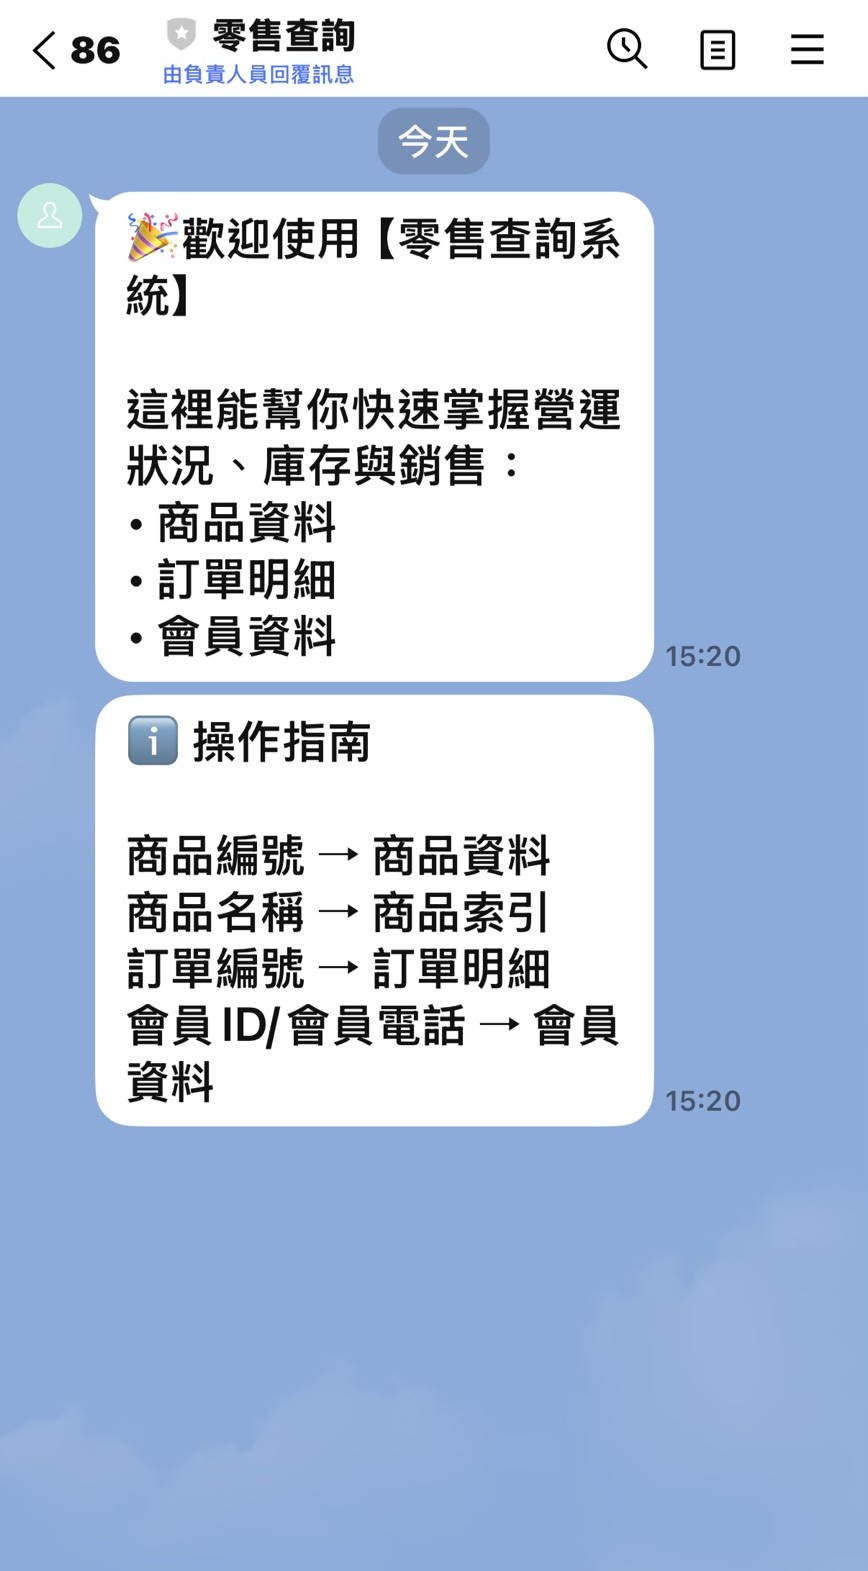 86
零售查詢
由負責人員回覆訊息
今天
🎉歡迎使用【零售查詢系
統】
這裡能幫你快速掌握營運
狀況、庫存與銷售：
• 商品資料
• 訂單明細
• 會員資料
15:20
ℹ️ 操作指南
商品編號 → 商品資料
商品名稱 → 商品索引
訂單編號 → 訂單明細
會員 ID/會員電話 → 會員
資料
15:20